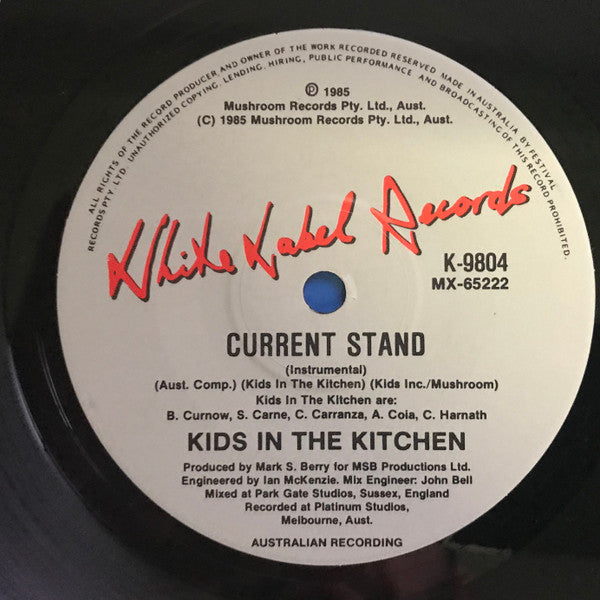 ALL RIGHTS OF THE RECORD PRODUCER AND OWNER OF THE WORK RECORDED RESERVED MADE IN AUSTRALIA BY FESTIVAL
RECORDS PTY. LTD. UNAUTHORIZED COPYING, LENDING, HIRING, PUBLIC PERFORMANCE AND BROADCASTING OF THIS RECORD PROHIBITED.
Ⓟ 1985
Mushroom Records Pty. Ltd., Aust.
(C) 1985 Mushroom Records Pty. Ltd., Aust.
White Label Records
K-9804
MX-65222
CURRENT STAND
(Instrumental)
(Aust. Comp.) (Kids In The Kitchen) (Kids Inc./Mushroom)
Kids In The Kitchen are:
B. Curnow, S. Carne, C. Carranza, A. Coia, C. Harnath
KIDS IN THE KITCHEN
Produced by Mark S. Berry for MSB Productions Ltd.
Engineered by Ian McKenzie. Mix Engineer: John Bell
Mixed at Park Gate Studios, Sussex, England
Recorded at Platinum Studios,
Melbourne, Aust.
AUSTRALIAN RECORDING